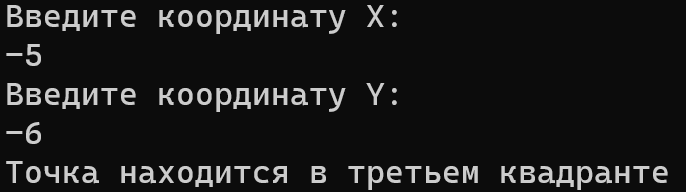 Введите координату X:
-5
Введите координату Y:
-6
Точка находится в третьем квадранте